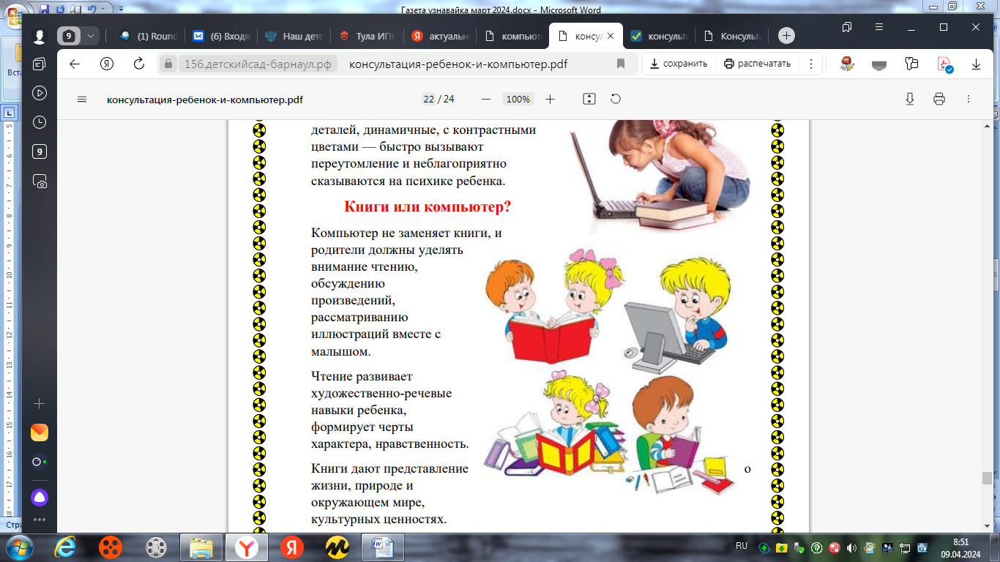 Газета узнавайка март 2024.docx - Microsoft Word
9
(1) Round
(6) Входя
Наш детс
Тула ИПК
актуальн
компьют
консул
консульта
Консульта
156.детскийсад-барнаул.рф
консультация-ребенок-и-компьютер.pdf
сохранить
распечатать
консультация-ребенок-и-компьютер.pdf
22 / 24
100%
Вста
9
деталей, динамичные, с контрастными
цветами — быстро вызывают
переутомление и неблагоприятно
сказываются на психике ребенка.
Книги или компьютер?
Компьютер не заменяет книги, и
родители должны уделять
внимание чтению,
обсуждению
произведений,
рассматриванию
иллюстраций вместе с
малышом.
Чтение развивает
художественно-речевые
навыки ребенка,
формирует черты
характера, нравственность.
Книги дают представление о
жизни, природе и
окружающем мире,
культурных ценностях.
Стра
RU
8:51
09.04.2024